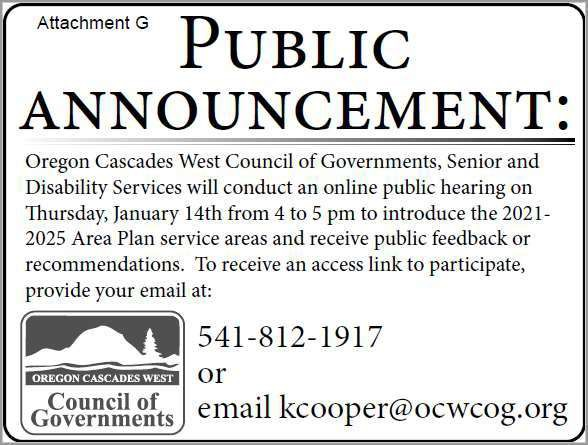 Attachment G
PUBLIC
ANNOUNCEMENT:
Oregon Cascades West Council of Governments, Senior and
Disability Services will conduct an online public hearing on
Thursday, January 14th from 4 to 5 pm to introduce the 2021-
2025 Area Plan service areas and receive public feedback or
recommendations.  To receive an access link to participate,
provide your email at:
541-812-1917
or
email kcooper@ocwcog.org
OREGON CASCADES WEST
Council of
Governments